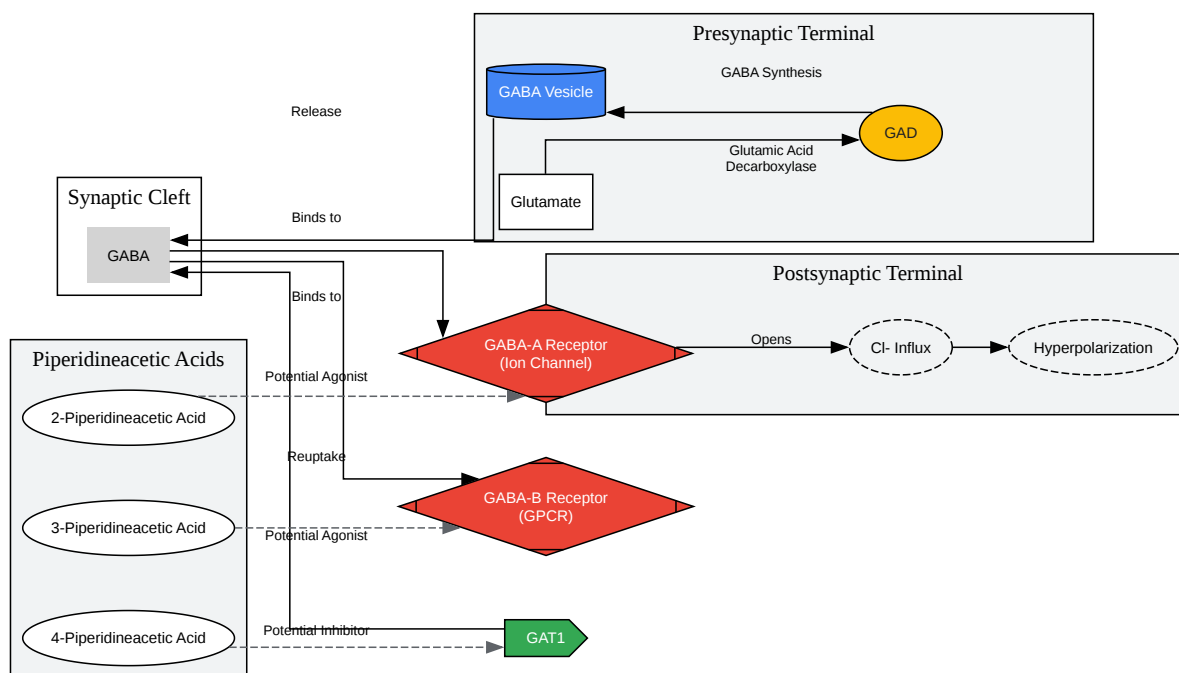 Presynaptic Terminal
GABA Synthesis
GABA Vesicle
Release
GAD
Glutamic Acid
Decarboxylase
Glutamate
Synaptic Cleft
Binds to
GABA
Postsynaptic Terminal
Binds to
GABA-A Receptor
(Ion Channel)
Opens
Cl- Influx
Hyperpolarization
Piperidineacetic Acids
Potential Agonist
2-Piperidineacetic Acid
Reuptake
GABA-B Receptor
(GPCR)
3-Piperidineacetic Acid
Potential Agonist
4-Piperidineacetic Acid
Potential Inhibitor
GAT1